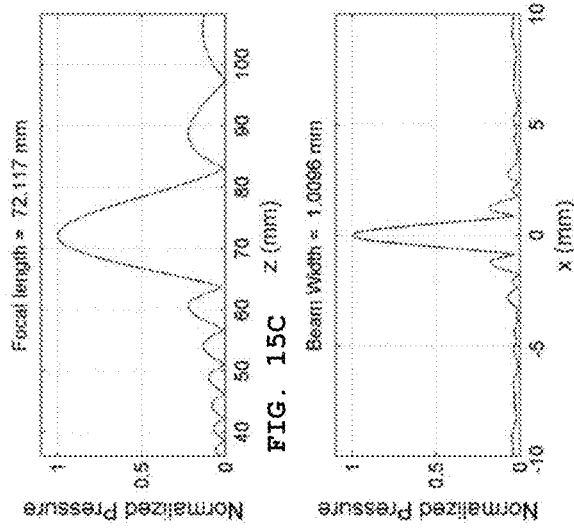 Focal length = 72.117 mm
Normalized Pressure
1
0.5
0
40 50 60 70 80 90 100
z (mm)
FIG. 15C
Beam Width = 1.0096 mm
Normalized Pressure
1
0.5
0
-10 -5 0 5 10
x (mm)